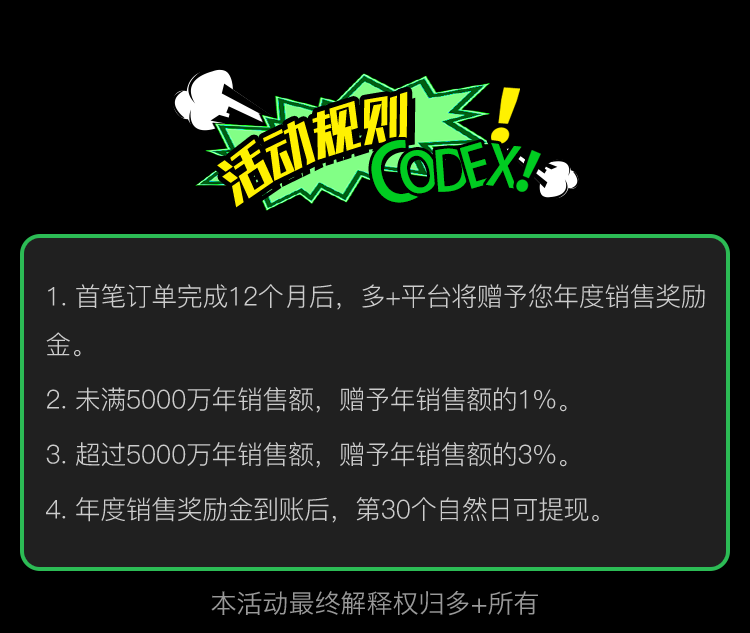 活动规则!
CODEX!
1. 首笔订单完成12个月后，多+平台将赠予您年度销售奖励
金。
2. 未满5000万年销售额，赠予年销售额的1%。
3. 超过5000万年销售额，赠予年销售额的3%。
4. 年度销售奖励金到账后，第30个自然日可提现。
本活动最终解释权归多+所有